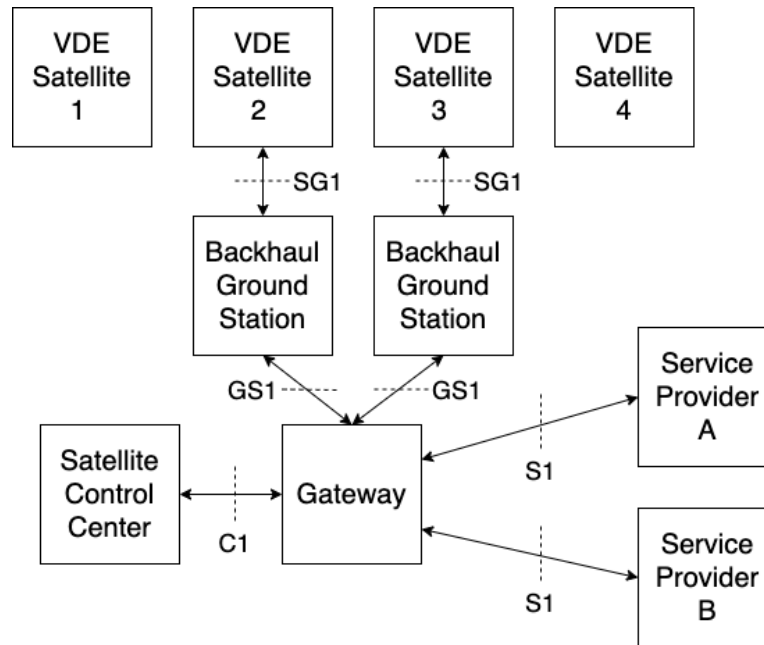 VDE
Satellite
1
VDE
Satellite
2
VDE
Satellite
3
VDE
Satellite
4
SG1
SG1
Backhaul
Ground
Station
Backhaul
Ground
Station
GS1
GS1
Service
Provider
A
Satellite
Control
Center
C1
Gateway
S1
S1
Service
Provider
B